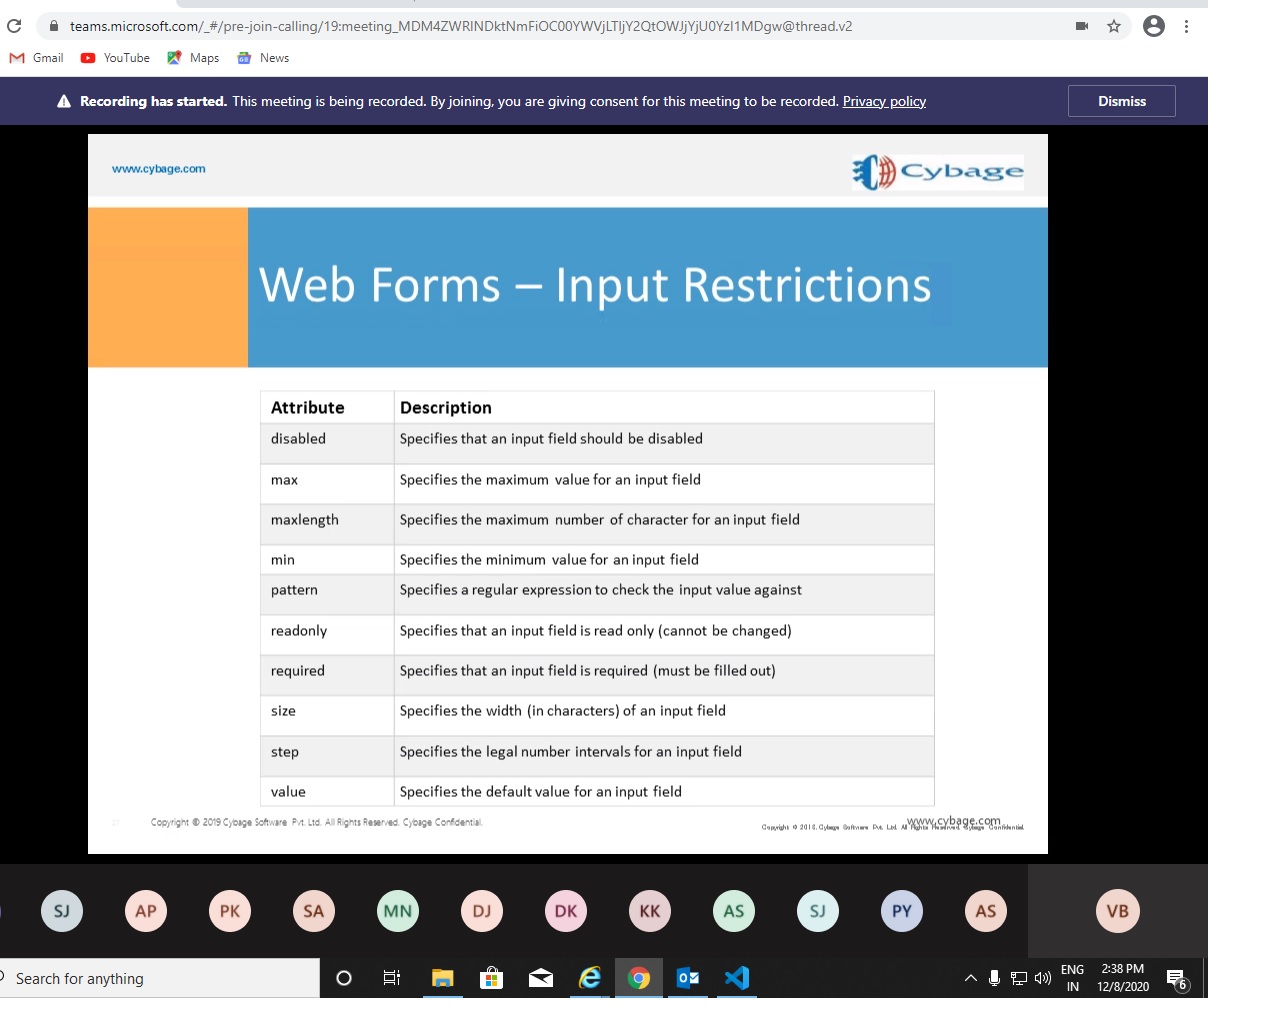 teams.microsoft.com/_#/pre-join-calling/19:meeting_MDM4ZWRlNDktNmFiOC00YWVjLTljY2QtOWJjYjU0YzI1MDgw@thread.v2
Gmail YouTube Maps News
Recording has started. This meeting is being recorded. By joining, you are giving consent for this meeting to be recorded. Privacy policy Dismiss
www.cybage.com Cybage
Web Forms – Input Restrictions
Attribute Description
disabled Specifies that an input field should be disabled
max Specifies the maximum value for an input field
maxlength Specifies the maximum number of character for an input field
min Specifies the minimum value for an input field
pattern Specifies a regular expression to check the input value against
readonly Specifies that an input field is read only (cannot be changed)
required Specifies that an input field is required (must be filled out)
size Specifies the width (in characters) of an input field
step Specifies the legal number intervals for an input field
value Specifies the default value for an input field
Copyright © 2019 Cybage Software Pvt. Ltd. All Rights Reserved. Cybage Confidential.
www.cybage.com
Copyright © 2016. Cybage Software Pvt. Ltd. All Rights Reserved. Cybage Confidential
SJ AP PK SA MN DJ DK KK AS SJ PY AS VB
Search for anything
ENG 2:38 PM
IN 12/8/2020 6